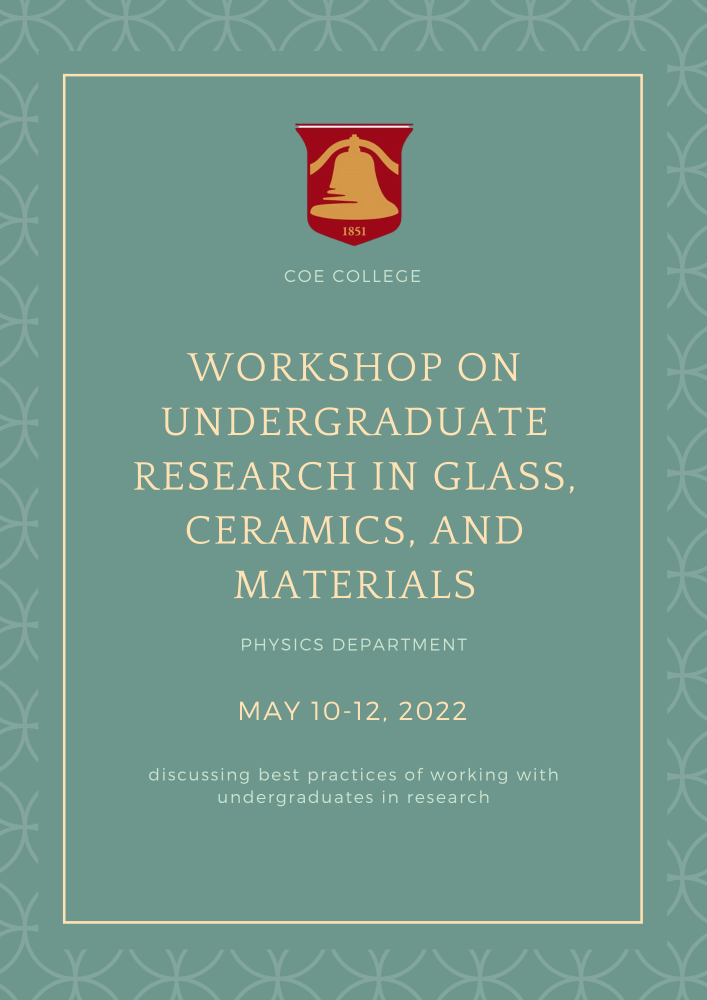 1851
COE COLLEGE
WORKSHOP ON
UNDERGRADUATE
RESEARCH IN GLASS,
CERAMICS, AND
MATERIALS
PHYSICS DEPARTMENT
MAY 10-12, 2022
discussing best practices of working with
undergraduates in research